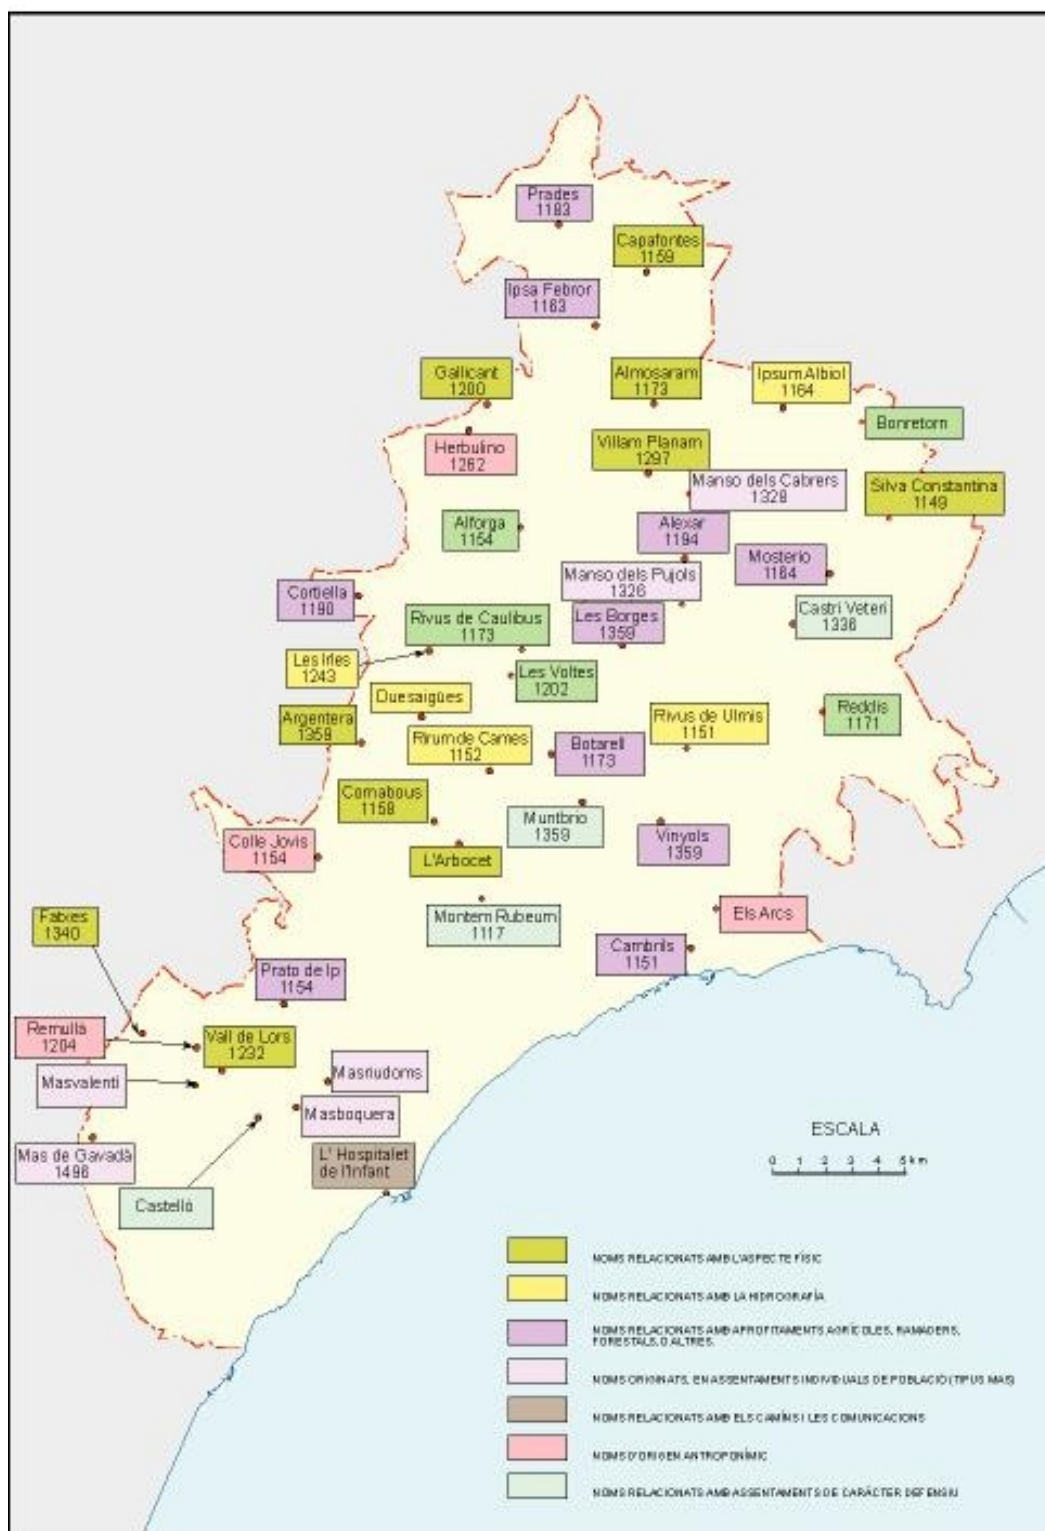 Prades
1183
Capafontes
1159
Ipsa Febror
1163
Gallicant
1200
Almosaram
1173
Ipsum Albiol
1164
Bonretorn
Herbulino
1262
Villam Planam
1297
Manso dels Cabrers
1328
Silva Constantina
1149
Alforga
1154
Alexar
1194
Mosterio
1164
Manso dels Pujols
1326
Cortiella
1190
Rivus de Caulibus
1173
Les Borges
1359
Castri Veteri
1336
Les Irles
1243
Les Voltes
1202
Duesaigües
Argentera
1359
Rirum de Cames
1152
Rivus de Ulmis
1151
Reddis
1171
Botarell
1173
Cornabous
1158
Muntbrio
1359
Vinyols
1359
Colle Jovis
1154
L'Arbocet
Montem Rubeum
1117
Els Arcs
Fabxes
1340
Cambrils
1151
Prato de Ip
1154
Remullà
1204
Vall de Lors
1232
Masriudoms
Masvalentí
Masboquera
Mas de Gavadà
1496
L' Hospitalet
de l'Infant
Castelló
ESCALA
0 1 2 3 4 5 km
NOMS RELACIONATS AMB L'ASPECTE FÍSIC
NOMS RELACIONATS AMB LA HIDROGRAFÍA
NOMS RELACIONATS AMB APROFITAMENTS AGRÍCOLES, RAMADERS,
FORESTALS, D'ALTRES.
NOMS ORIGINATS, EN ASSENTAMENTS INDIVIDUALS DE POBLACIÓ (TIPUS MAS)
NOMS RELACIONATS AMB ELS CAMÍNS I LES COMUNICACIONS
NOMS D'ORIGEN ANTROPONÍMIC
NOMS RELACIONATS AMB ASSENTAMENTS DE CARÀCTER DEFENSIU